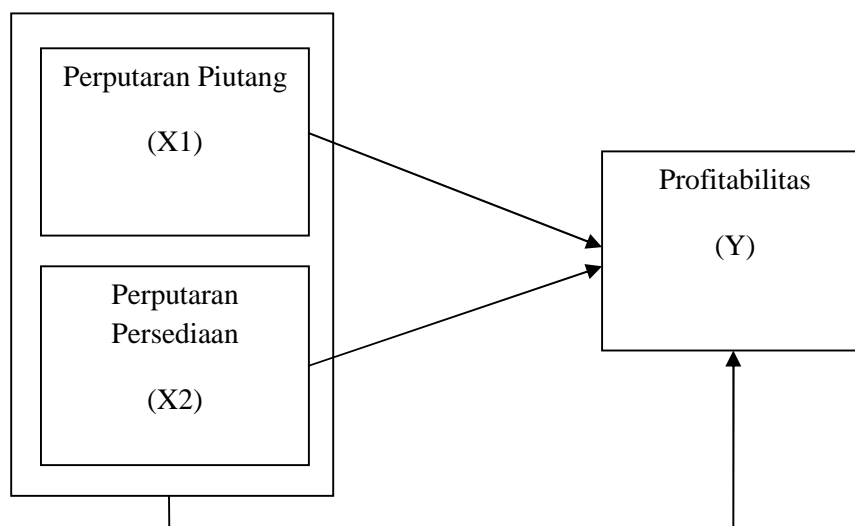 Perputaran Piutang
(X1)
Profitabilitas
(Y)
Perputaran
Persediaan
(X2)